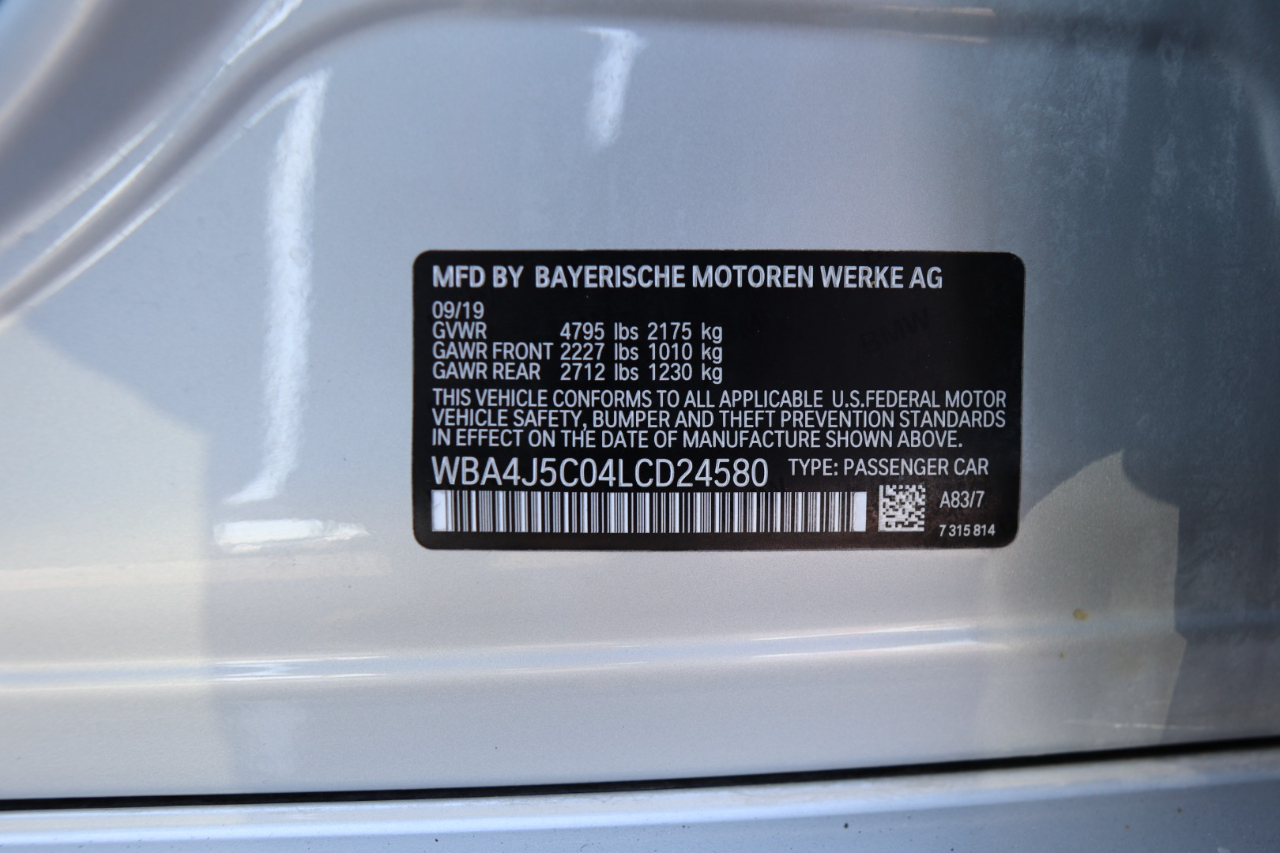 MFD BY BAYERISCHE MOTOREN WERKE AG
09/19
GVWR 4795 lbs 2175 kg
GAWR FRONT 2227 lbs 1010 kg
GAWR REAR 2712 lbs 1230 kg
THIS VEHICLE CONFORMS TO ALL APPLICABLE U.S.FEDERAL MOTOR
VEHICLE SAFETY, BUMPER AND THEFT PREVENTION STANDARDS
IN EFFECT ON THE DATE OF MANUFACTURE SHOWN ABOVE.
WBA4J5C04LCD24580 TYPE: PASSENGER CAR
A83/7
7 315 814